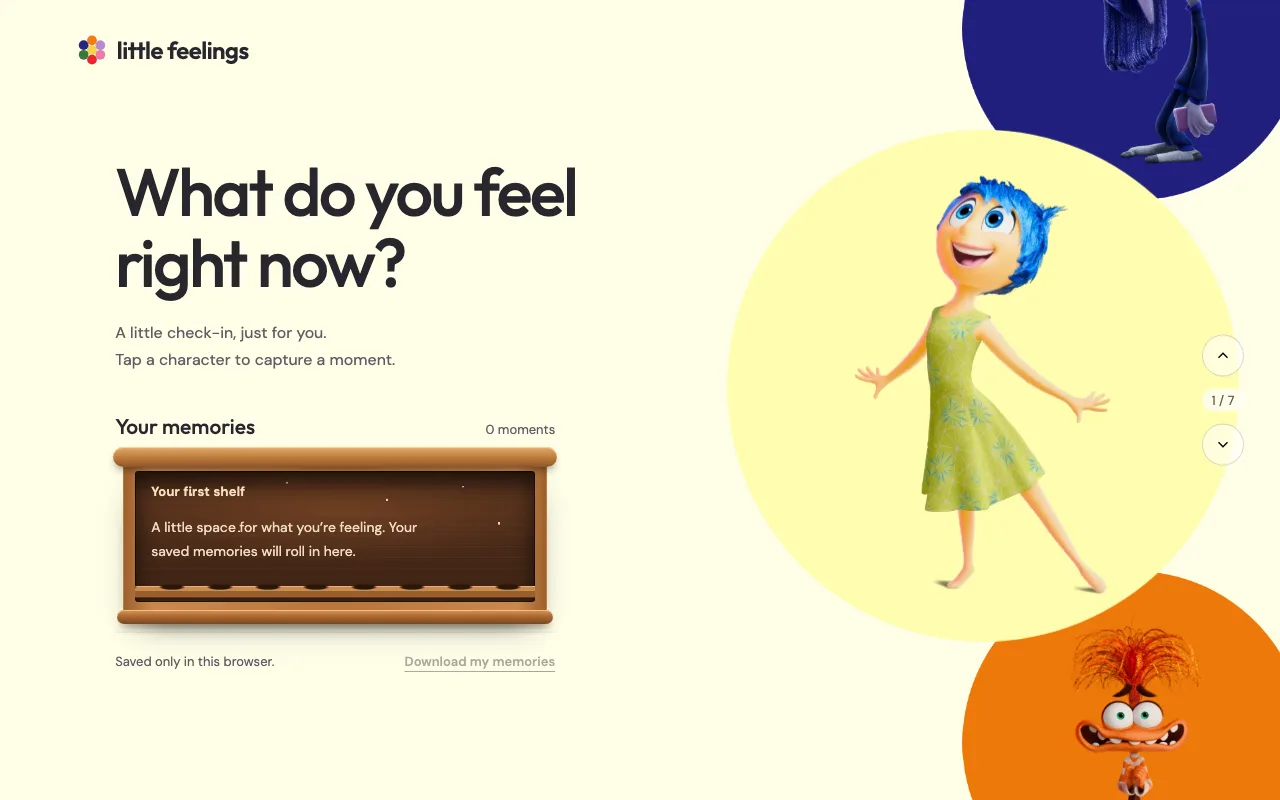 little feelings
What do you feel
right now?
A little check-in, just for you.
Tap a character to capture a moment.
Your memories
0 moments
Your first shelf
A little space for what you’re feeling. Your
saved memories will roll in here.
Saved only in this browser.
Download my memories
1 / 7